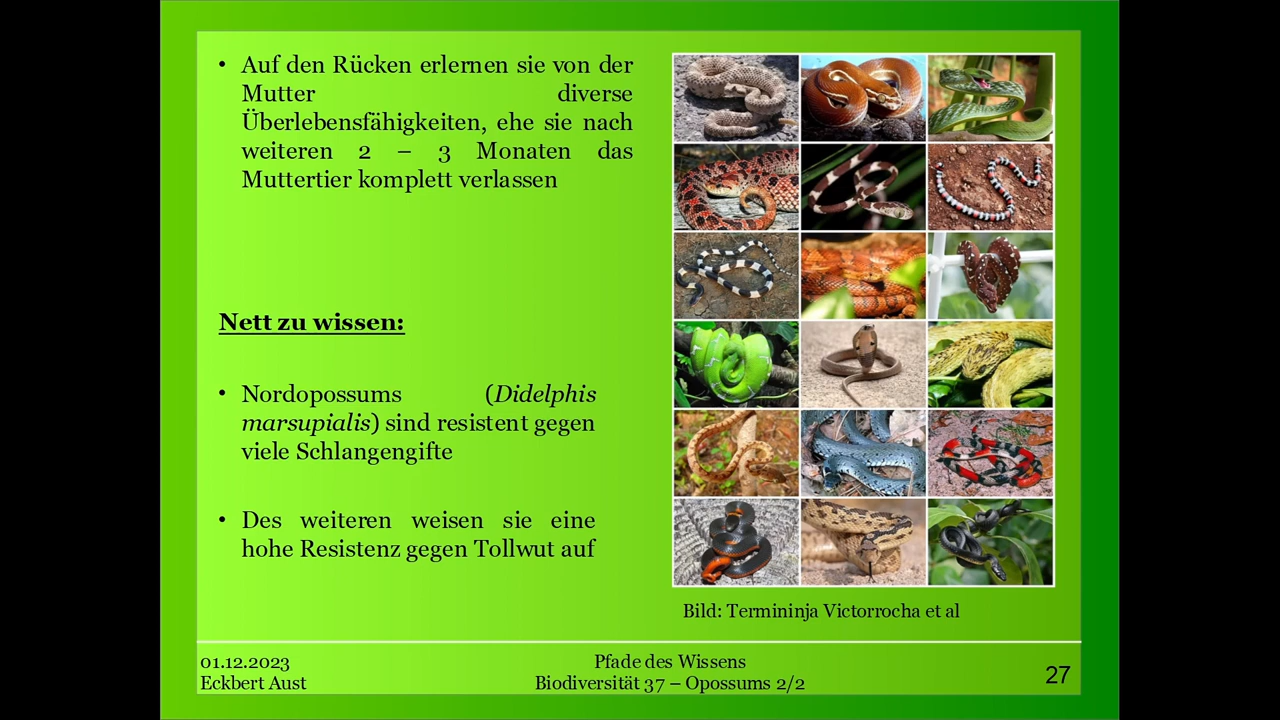 • Auf den Rücken erlernen sie von der
Mutter diverse
Überlebensfähigkeiten, ehe sie nach
weiteren 2 – 3 Monaten das
Muttertier komplett verlassen
Nett zu wissen:
• Nordopossums (Didelphis
marsupialis) sind resistent gegen
viele Schlangengifte
• Des weiteren weisen sie eine
hohe Resistenz gegen Tollwut auf
Bild: Termininja Victorrocha et al
01.12.2023
Eckbert Aust
Pfade des Wissens
Biodiversität 37 – Opossums 2/2
27